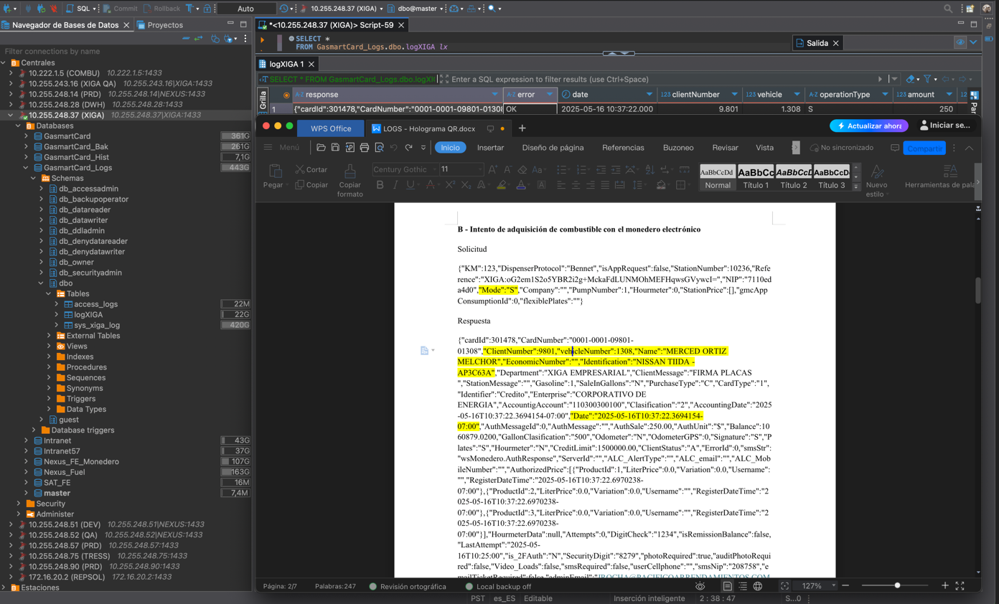 SQL
Commit
Rollback
Auto
10.255.248.37 (XIGA)
dbo@master
Navegador de Bases de Datos
Proyectos
Filter connections by name
Centrales
10.222.1.5 (COMBU) 10.222.1.5:1433
10.255.243.16 (XIGA QA) 10.255.243.16|XIGA:1433
10.255.248.14 (PRD) 10.255.248.14|NEXUS:1433
10.255.248.28 (DWH) 10.255.248.28:1433
10.255.248.37 (XIGA) 10.255.248.37|XIGA:1433
Databases
GasmartCard 361G
GasmartCard_Bak 261G
GasmartCard_Hist 7,1G
GasmartCard_Logs 443G
Schemas
db_accessadmin
db_backupoperator
db_datareader
db_datawriter
db_ddladmin
db_denydatareader
db_denydatawriter
db_owner
db_securityadmin
dbo
Tables
access_logs 22M
logXIGA 22G
sys_xiga_log 420G
External Tables
Views
Indexes
Procedures
Sequences
Synonyms
Triggers
Data Types
guest
Database triggers
Intranet 43G
Intranet57 37G
Nexus_FE_Monedero 107G
Nexus_Fuel 163G
SAT_FE 16M
master 7,4M
Security
Administer
10.255.248.51 (DEV) 10.255.248.51|NEXUS:1433
10.255.248.52 (QA) 10.255.248.52|NEXUS:1433
10.255.248.57 (PRD) 10.255.248.57:1433
10.255.248.75 (TRESS) 10.255.248.75:1433
10.255.248.90 (PRD) 10.255.248.90:1433
172.16.20.2 (REPSOL) 172.16.20.2:1433
Estaciones
*<10.255.248.37 (XIGA)> Script-59
SELECT *
FROM GasmartCard_Logs.dbo.logXIGA lx
Salida
logXIGA 1
SELECT * FROM GasmartCard_Logs.dbo.logXI
Enter a SQL expression to filter results (use Ctrl+Space)
Grilla
response error date clientNumber vehicle operationType amount
1 {"cardId":301478,"CardNumber":"0001-0001-09801-01308 OK 2025-05-16 10:37:22.000 9.801 1.308 S 250
WPS Office
LOGS - Holograma QR.docx
Actualizar ahora
Iniciar se...
Menú
Inicio
Insertar
Diseño de página
Referencias
Buzoneo
Revisar
Vista
No sincronizado
Compartir
Pegar
Cortar
Copiar
Copiar formato
Century Gothic
11
AaBbCcDd Normal
AaBbCc Título 1
AaBbCcD Título 2
AaBbCcD Título 3
Nuevo estilo
Herramientas de pala
B - Intento de adquisición de combustible con el monedero electrónico
Solicitud
{"KM":123,"DispenserProtocol":"Bennet","isAppRequest":false,"StationNumber":10236,"Refe
rence":"XIGA:oG2em1S2o5YBR2i2g+MckaFdLUNMOhMEFHqwsGVywcI=","NIP":"7110ed
a4d0","Mode":"S","Company":"","PumpNumber":1,"Hourmeter":0,"StationPrice":[],"gmcApp
ConsumptionId":0,"flexiblePlates":""}
Respuesta
{"cardId":301478,"CardNumber":"0001-0001-09801-
01308","ClientNumber":9801,"vehicleNumber":1308,"Name":"MERCED ORTIZ
MELCHOR","EconomicNumber":"","Identification":"NISSAN TIIDA -
AP3C63A","Department":"XIGA EMPRESARIAL","ClientMessage":"FIRMA PLACAS
","StationMessage":"","Gasoline":1,"SaleInGallons":"N","PurchaseType":"C","CardType":"1",
"Identifier":"Credito","Enterprise":"CORPORATIVO DE
ENERGIA","AccountigAccount":"110300300100","Clasification":"2","AccountingDate":"2025
-05-16T10:37:22.3694154-07:00","Date":"2025-05-16T10:37:22.3694154-
07:00","AuthMessageId":0,"AuthMessage":"","AuthSale":250.00,"AuthUnit":"$","Balance":10
60879.0200,"GallonClasification":"500","Odometer":"N","OdometerGPS":0,"Signature":"S","P
lates":"S","Hourmeter":"N","CreditLimit":1500000.00,"ClientStatus":"A","ErrorId":0,"smsStr":
"wsMonedero.AuthResponse","ServerId":"","ALC_AlertType":"","ALC_email":"","ALC_Mob
ileNumber":"","AuthorizedPrice":[{"ProductId":1,"LiterPrice":0.0,"Variation":0.0,"Username":
"","RegisterDateTime":"2025-05-16T10:37:22.6970238-
07:00"},{"ProductId":2,"LiterPrice":0.0,"Variation":0.0,"Username":"","RegisterDateTime":"2
025-05-16T10:37:22.6970238-
07:00"},{"ProductId":3,"LiterPrice":0.0,"Variation":0.0,"Username":"","RegisterDateTime":"2
025-05-16T10:37:22.6970238-
07:00"}],"HourmeterData":null,"Attempts":0,"DigitCheck":"1234","isRemissionBalance":false,
"LastAttempt":"2025-05-
16T10:25:00","is_2FAuth":"N","SecurityDigit":"8279","photoRequired":true,"auditPhotoRequi
red":false,"Video_Loads":false,"smsRequired":false,"userCellphone":"","smsNip":"208758","e
mailTicketRequired":false,"adminEmail":"JROCHA@PACIFICOARRENDAMIENTOS.COM
Página: 2/7
Palabras:247
Revisión ortográfica
Local backup off
127%
PST
es_ES
Editable
Inserción inteligente
2 : 38 : 47
S...0